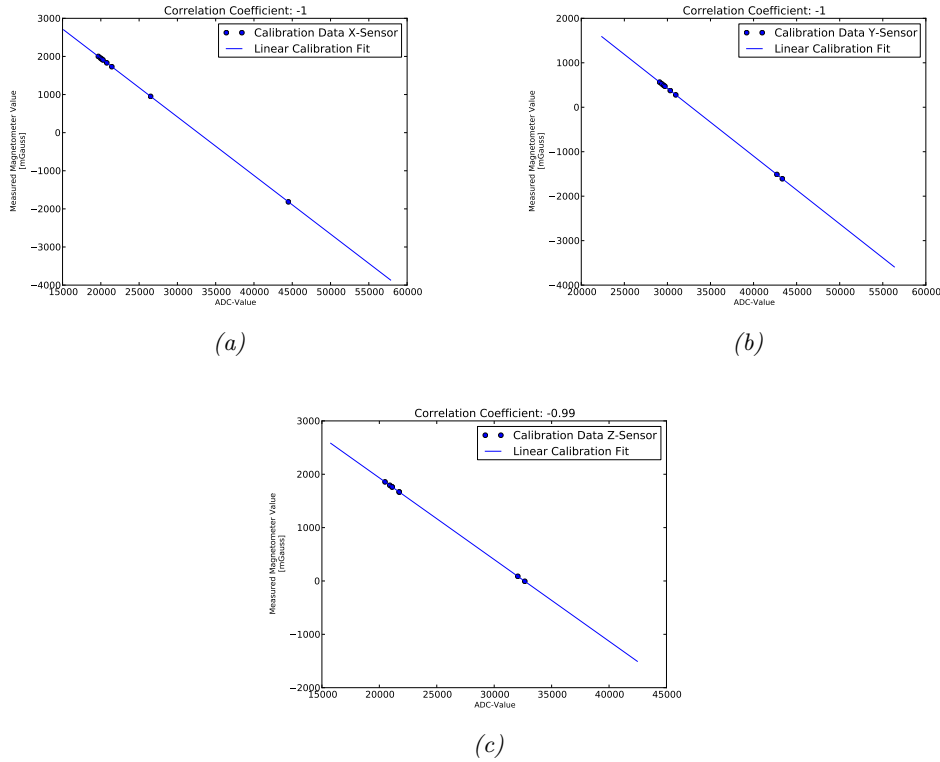 Correlation Coefficient: -1
Calibration Data X-Sensor
Linear Calibration Fit
3000
2000
1000
0
−1000
−2000
−3000
−4000
Measured Magnetometer Value
[mGauss]
15000 20000 25000 30000 35000 40000 45000 50000 55000 60000
ADC-Value
(a)
Correlation Coefficient: -1
Calibration Data Y-Sensor
Linear Calibration Fit
2000
1000
0
−1000
−2000
−3000
−4000
Measured Magnetometer Value
[mGauss]
20000 25000 30000 35000 40000 45000 50000 55000 60000
ADC-Value
(b)
Correlation Coefficient: -0.99
Calibration Data Z-Sensor
Linear Calibration Fit
3000
2000
1000
0
−1000
−2000
Measured Magnetometer Value
[mGauss]
15000 20000 25000 30000 35000 40000 45000
ADC-Value
(c)